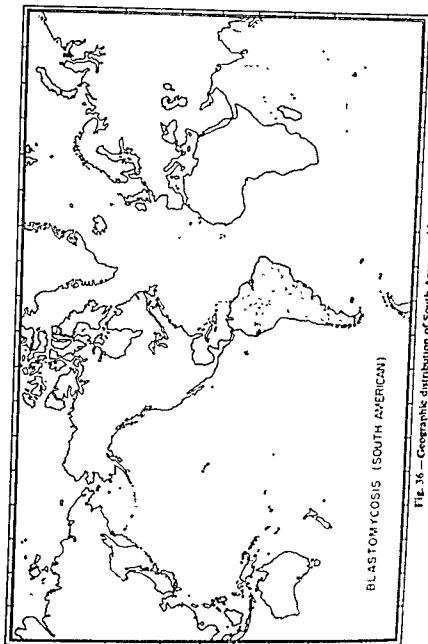 BLASTOMYCOSIS (SOUTH AMERICAN)
Fig. 36 — Geographic distribution of South American